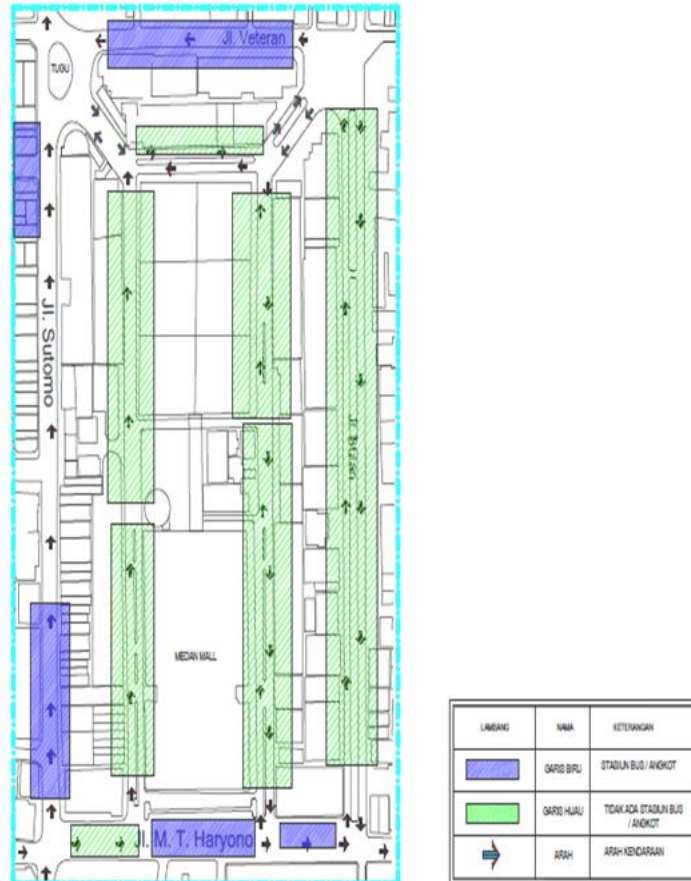 Jl. Veteran
TUGU
Jl. Sutomo
MEDAN MALL
Jl. M. T. Haryono
LAMBANG NAMA KETERANGAN
GARIS BIRU STASIUN BUS / ANGKOT
GARIS HIJAU TIDAK ADA STASIUN BUS
/ ANGKOT
ARAH ARAH KENDARAAN